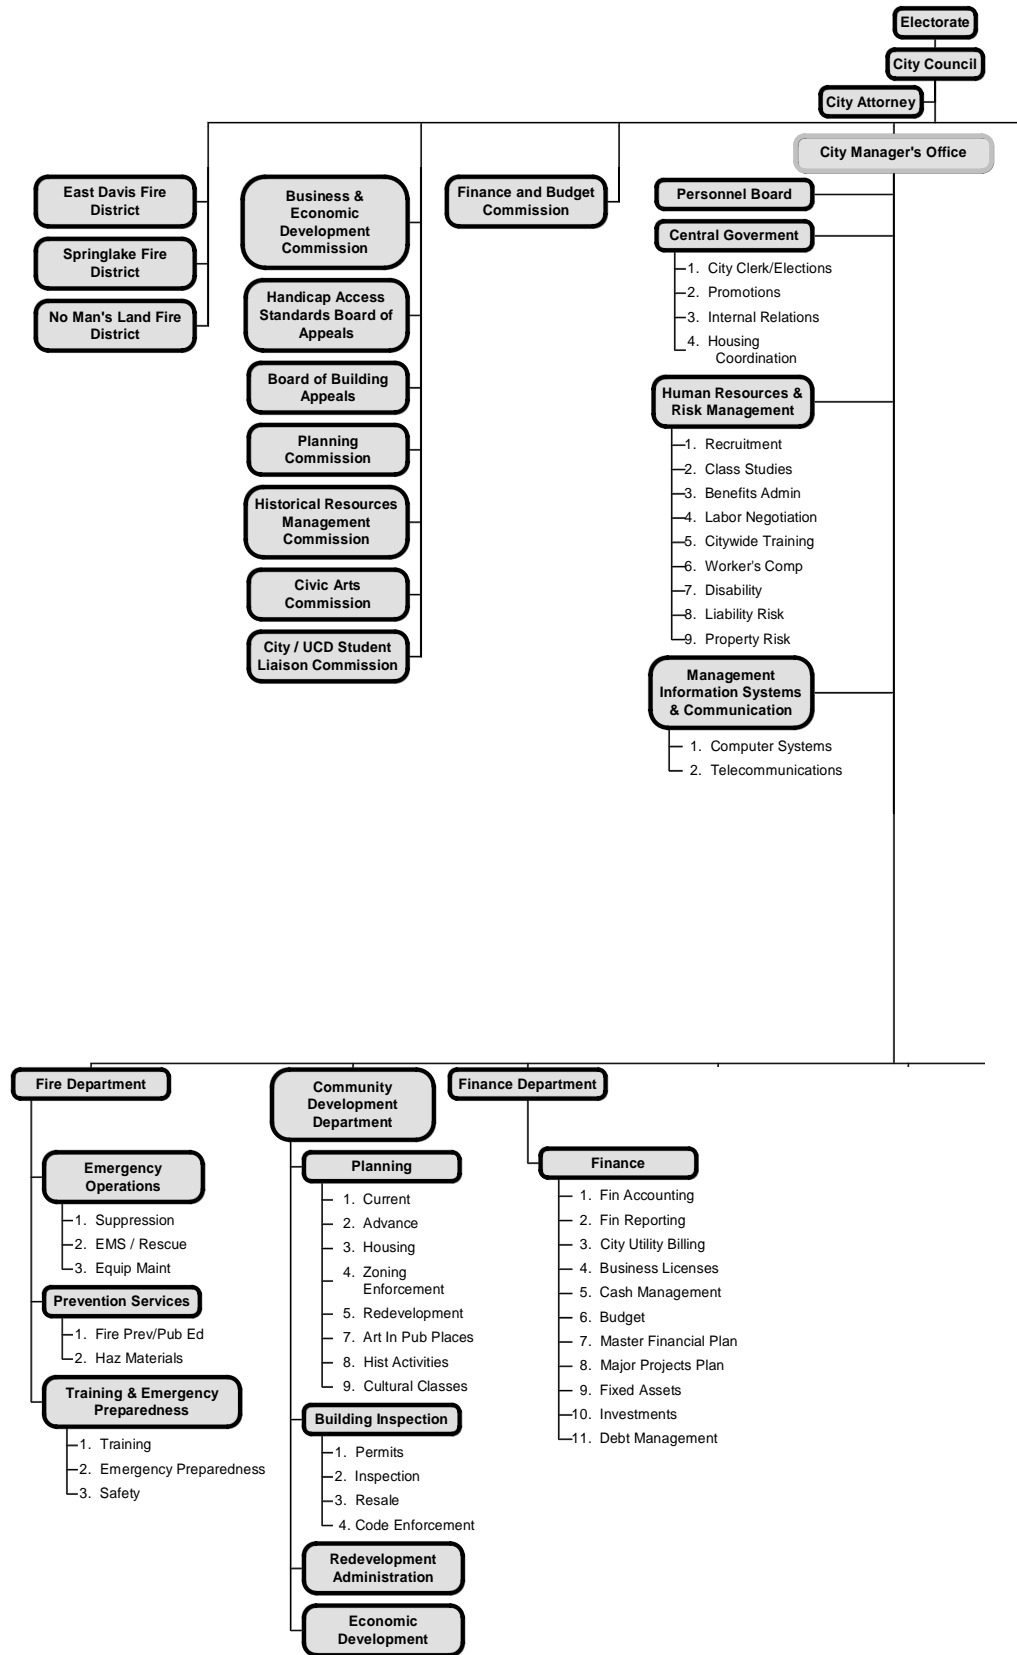 Electorate
City Council
City Attorney
City Manager's Office
East Davis Fire
District
Springlake Fire
District
No Man's Land Fire
District
Business &
Economic
Development
Commission
Handicap Access
Standards Board of
Appeals
Board of Building
Appeals
Planning
Commission
Historical Resources
Management
Commission
Civic Arts
Commission
City / UCD Student
Liaison Commission
Finance and Budget
Commission
Personnel Board
Central Goverment
1. City Clerk/Elections
2. Promotions
3. Internal Relations
4. Housing
Coordination
Human Resources &
Risk Management
1. Recruitment
2. Class Studies
3. Benefits Admin
4. Labor Negotiation
5. Citywide Training
6. Worker's Comp
7. Disability
8. Liability Risk
9. Property Risk
Management
Information Systems
& Communication
1. Computer Systems
2. Telecommunications
Fire Department
Emergency
Operations
1. Suppression
2. EMS / Rescue
3. Equip Maint
Prevention Services
1. Fire Prev/Pub Ed
2. Haz Materials
Training & Emergency
Preparedness
1. Training
2. Emergency Preparedness
3. Safety
Community
Development
Department
Planning
1. Current
2. Advance
3. Housing
4. Zoning
Enforcement
5. Redevelopment
7. Art In Pub Places
8. Hist Activities
9. Cultural Classes
Building Inspection
1. Permits
2. Inspection
3. Resale
4. Code Enforcement
Redevelopment
Administration
Economic
Development
Finance Department
Finance
1. Fin Accounting
2. Fin Reporting
3. City Utility Billing
4. Business Licenses
5. Cash Management
6. Budget
7. Master Financial Plan
8. Major Projects Plan
9. Fixed Assets
10. Investments
11. Debt Management